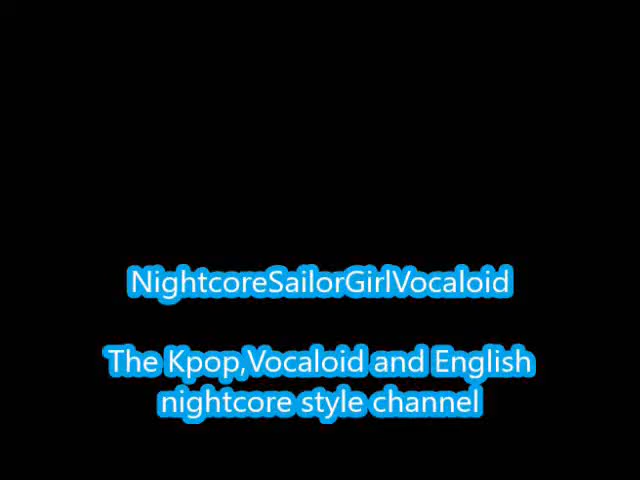 NightcoreSailorGirlVocaloid
The Kpop,Vocaloid and English
nightcore style channel